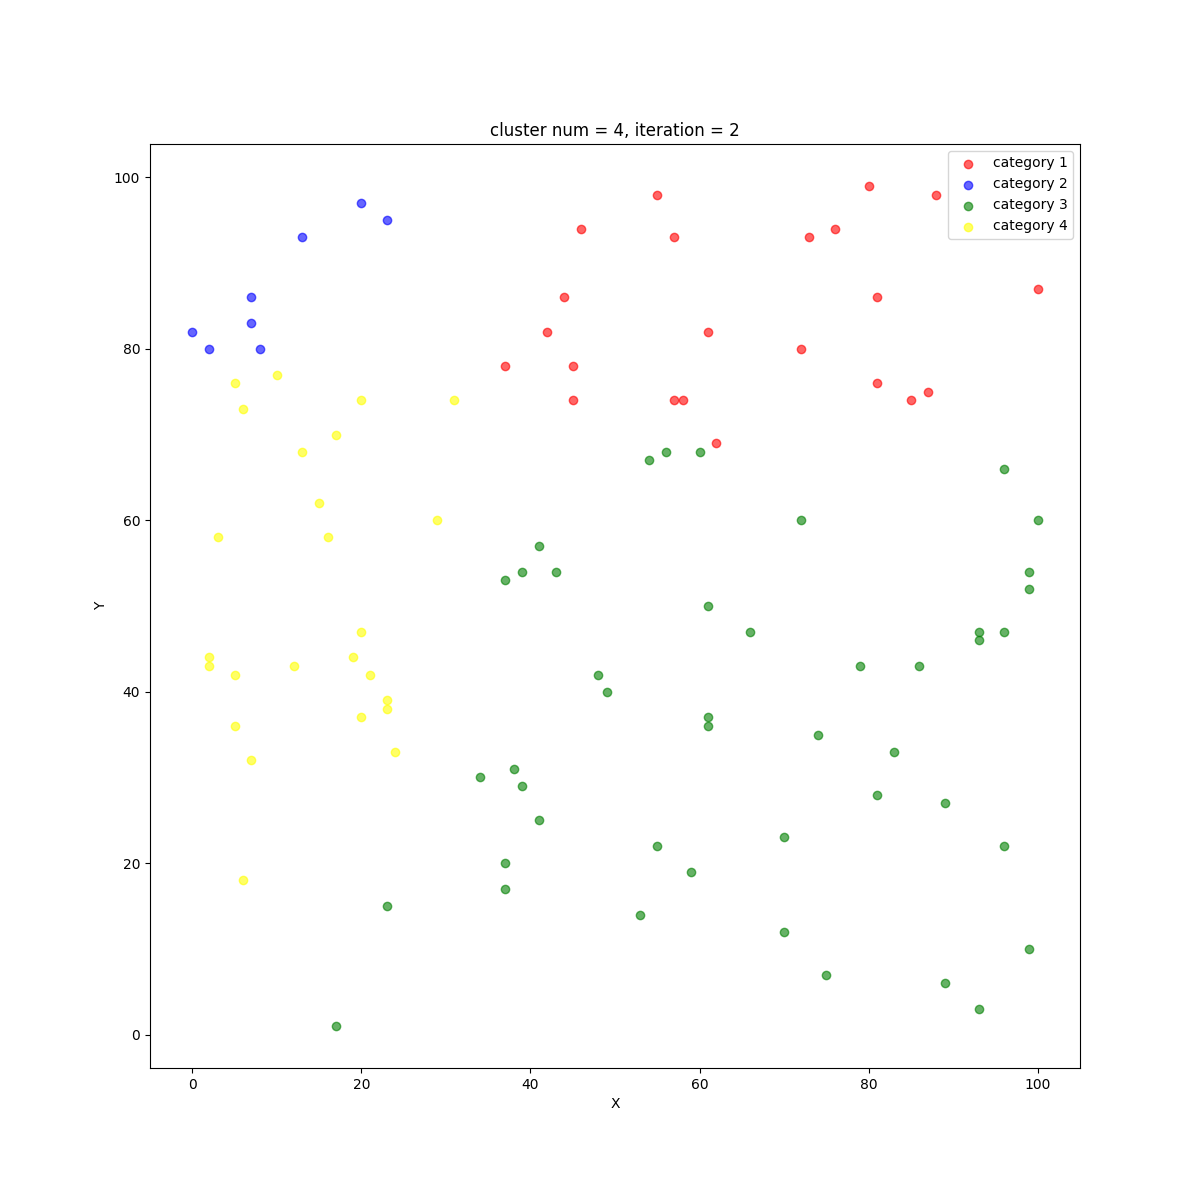 cluster num = 4, iteration = 2
category 1
category 2
category 3
category 4
100
80
60
40
20
0
Y
0 20 40 60 80 100
X